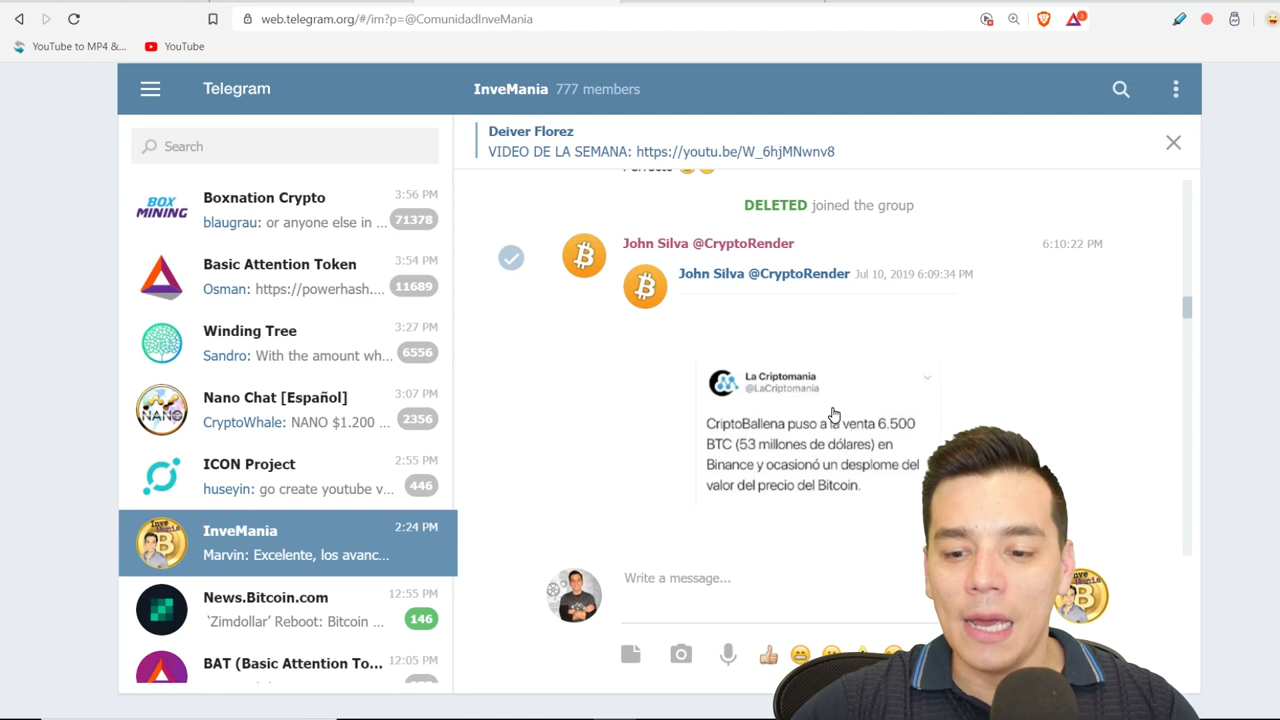 web.telegram.org/#/im?p=@ComunidadInveMania
YouTube to MP4 &...
YouTube
Telegram
InveMania 777 members
Search
Deiver Florez
VIDEO DE LA SEMANA: https://youtu.be/W_6hjMNwnv8
Boxnation Crypto 3:56 PM
blaugrau: or anyone else in ... 71378
Basic Attention Token 3:54 PM
Osman: https://powerhash.... 11689
Winding Tree 3:27 PM
Sandro: With the amount wh... 6556
Nano Chat [Español] 3:07 PM
CryptoWhale: NANO $1.200 ... 2356
ICON Project 2:55 PM
huseyin: go create youtube v... 446
InveMania 2:24 PM
Marvin: Excelente, los avanc...
News.Bitcoin.com 12:55 PM
`Zimdollar' Reboot: Bitcoin ... 146
BAT (Basic Attention To... 12:05 PM
BOX
MINING
NANO
DELETED joined the group
John Silva @CryptoRender 6:10:22 PM
John Silva @CryptoRender Jul 10, 2019 6:09:34 PM
La Criptomania
@LaCriptomania
CriptoBallena puso a la venta 6.500
BTC (53 millones de dólares) en
Binance y ocasionó un desplome del
valor del precio del Bitcoin.
Write a message...